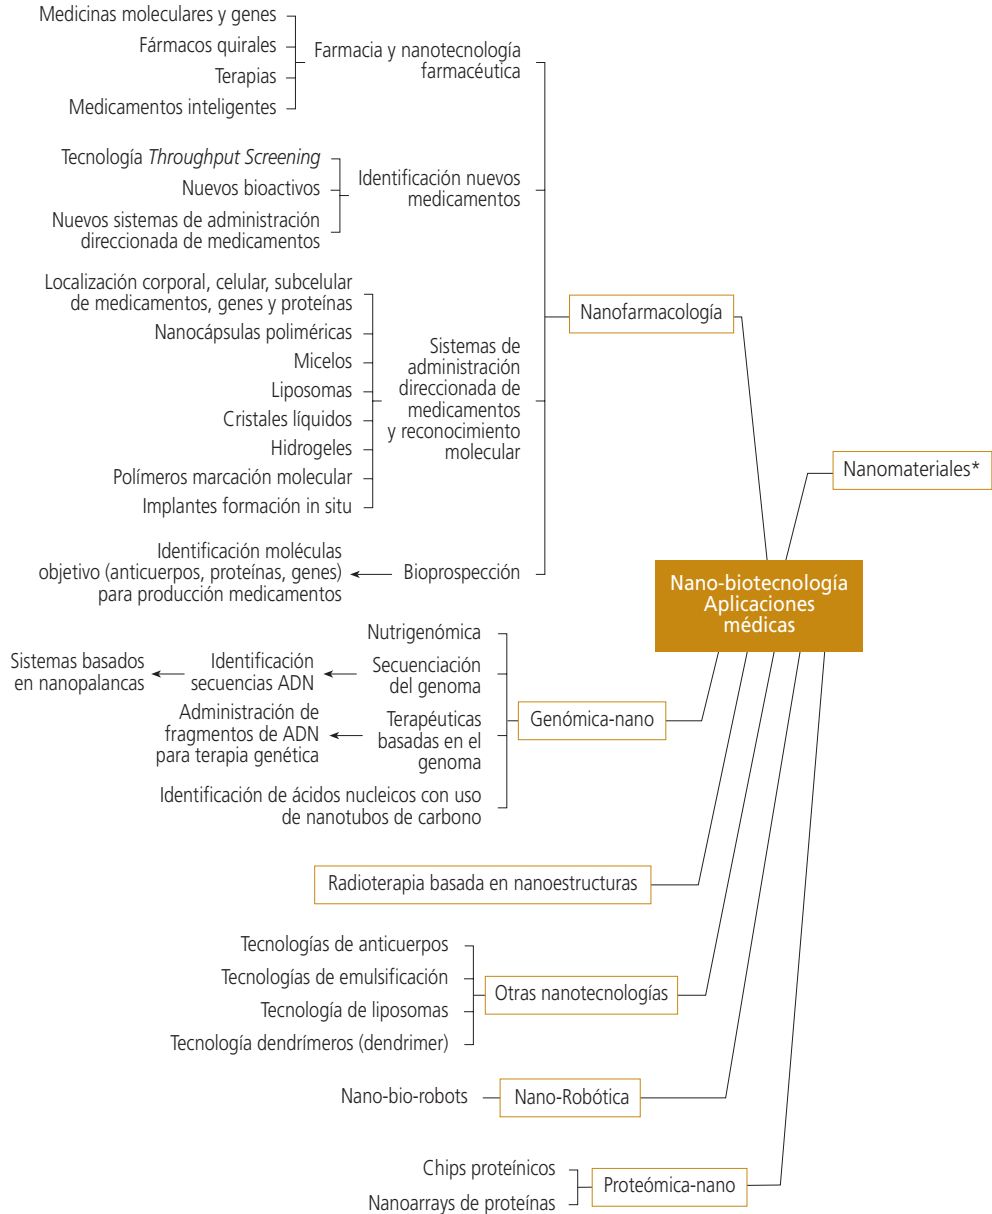 Medicinas moleculares y genes
Fármacos quirales
Terapias
Medicamentos inteligentes
Farmacia y nanotecnología
farmacéutica
Tecnología Throughput Screening
Nuevos bioactivos
Nuevos sistemas de administración
direccionada de medicamentos
Identificación nuevos
medicamentos
Localización corporal, celular, subcelular
de medicamentos, genes y proteínas
Nanocápsulas poliméricas
Micelos
Liposomas
Cristales líquidos
Hidrogeles
Polímeros marcación molecular
Implantes formación in situ
Sistemas de
administración
direccionada de
medicamentos
y reconocimiento
molecular
Nanofarmacología
Identificación moléculas
objetivo (anticuerpos, proteínas, genes)
para producción medicamentos
Bioprospección
Nanomateriales*
Nano-biotecnología
Aplicaciones
médicas
Nutrigenómica
Sistemas basados
en nanopalancas
Identificación
secuencias ADN
Secuenciación
del genoma
Administración de
fragmentos de ADN
para terapia genética
Terapéuticas
basadas en el
genoma
Identificación de ácidos nucleicos con uso
de nanotubos de carbono
Genómica-nano
Radioterapia basada en nanoestructuras
Tecnologías de anticuerpos
Tecnologías de emulsificación
Tecnología de liposomas
Tecnología dendrímeros (dendrimer)
Otras nanotecnologías
Nano-bio-robots
Nano-Robótica
Chips proteínicos
Nanoarrays de proteínas
Proteómica-nano